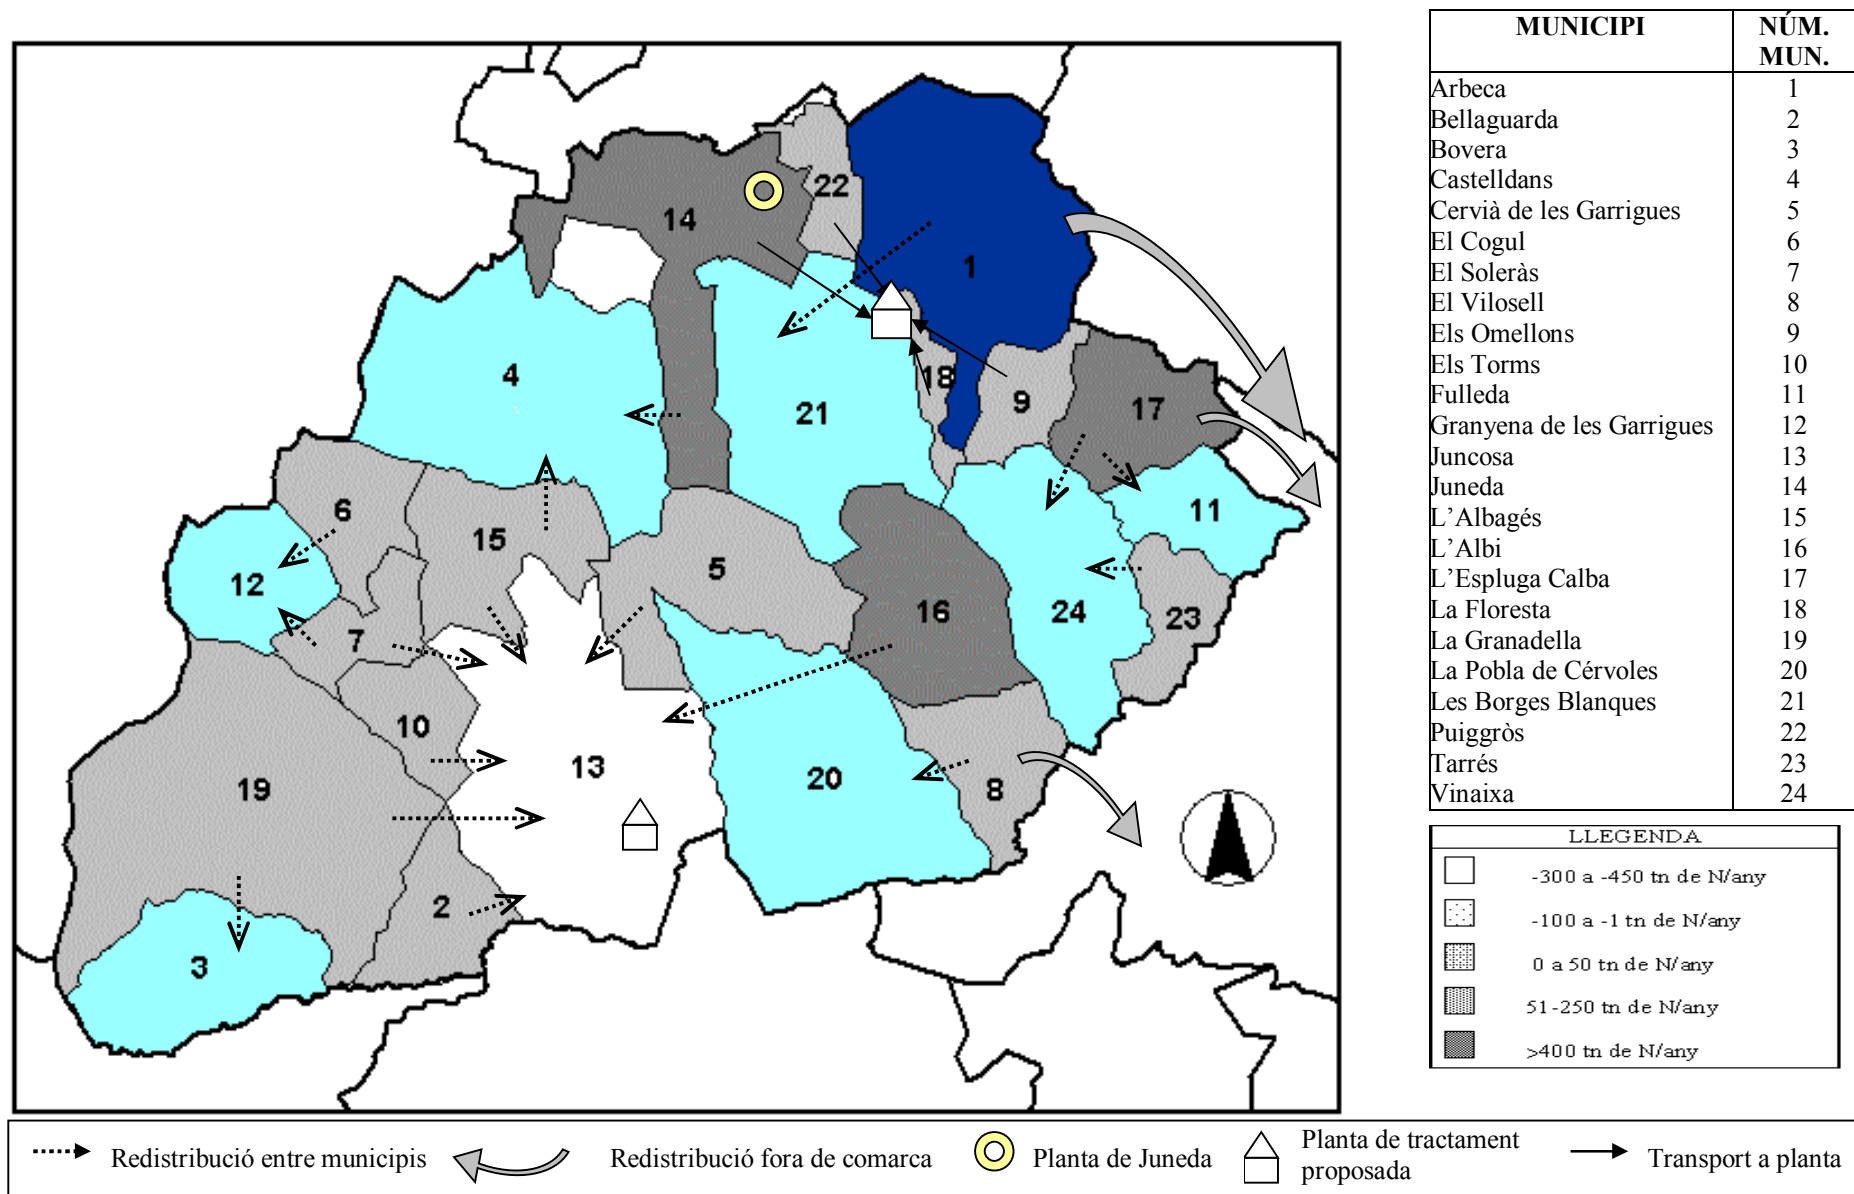 MUNICIPI NÚM. MUN.
Arbeca 1
Bellaguarda 2
Bovera 3
Castelldans 4
Cervià de les Garrigues 5
El Cogul 6
El Soleràs 7
El Vilosell 8
Els Omellons 9
Els Torms 10
Fulleda 11
Granyena de les Garrigues 12
Juncosa 13
Juneda 14
L'Albagés 15
L'Albi 16
L'Espluga Calba 17
La Floresta 18
La Granadella 19
La Pobla de Cérvoles 20
Les Borges Blanques 21
Puiggròs 22
Tarrés 23
Vinaixa 24
22
14
1
4
18
9
17
21
6
15
11
12
5
7
16
24
23
10
13
19
20
8
2
3
LLEGENDA
-300 a -450 tn de N/any
-100 a -1 tn de N/any
0 a 50 tn de N/any
51-250 tn de N/any
>400 tn de N/any
Redistribució entre municipis
Redistribució fora de comarca
Planta de Juneda
Planta de tractament
proposada
Transport a planta